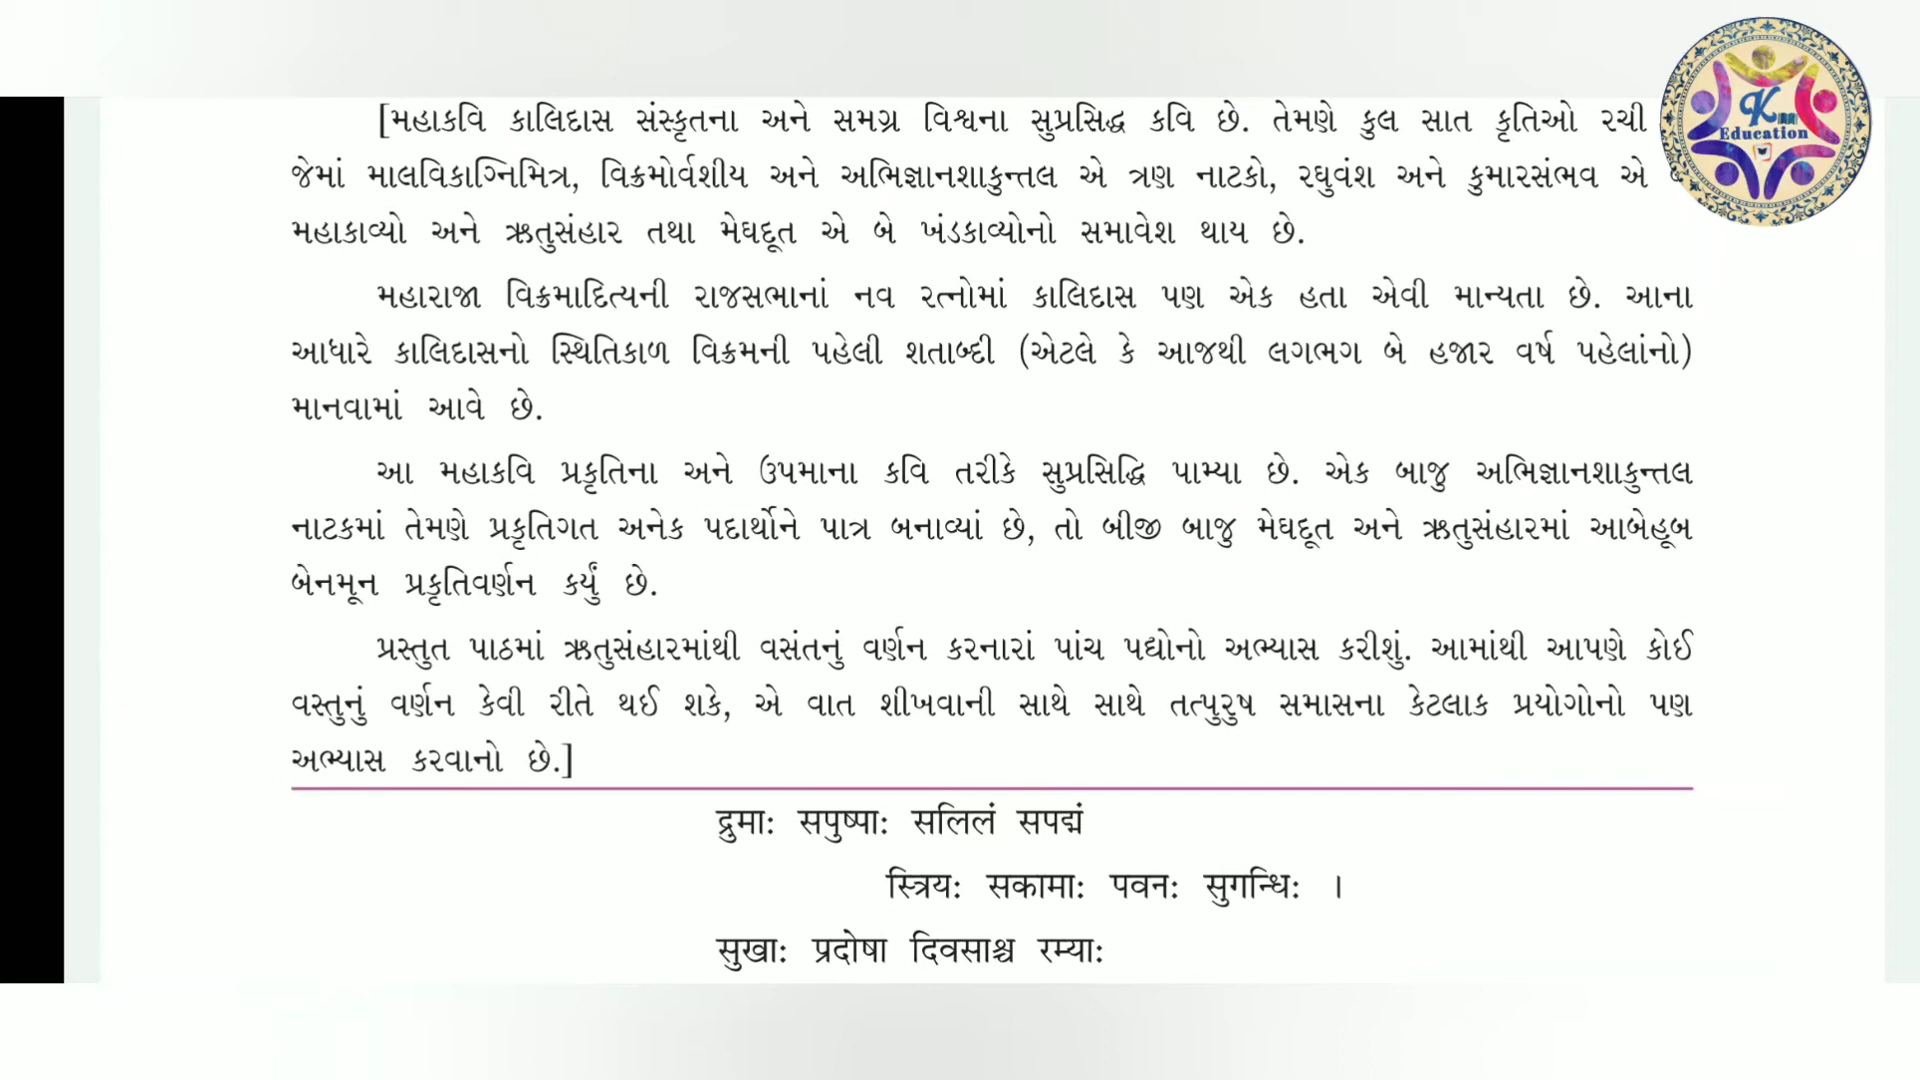 [મહાકવિ કાલિદાસ સંસ્કૃતના અને સમગ્ર વિશ્વના સુપ્રસિદ્ધ કવિ છે. તેમણે કુલ સાત કૃતિઓ રચી
જેમાં માલવિકાગ્નિમિત્ર, વિક્રમોર્વશીય અને અભિજ્ઞાનશાકુન્તલ એ ત્રણ નાટકો, રઘુવંશ અને કુમારસંભવ એ
મહાકાવ્યો અને ઋતુસંહાર તથા મેઘદૂત એ બે ખંડકાવ્યોનો સમાવેશ થાય છે.
મહારાજા વિક્રમાદિત્યની રાજસભાનાં નવ રત્નોમાં કાલિદાસ પણ એક હતા એવી માન્યતા છે. આના
આધારે કાલિદાસનો સ્થિતિકાળ વિક્રમની પહેલી શતાબ્દી (એટલે કે આજથી લગભગ બે હજાર વર્ષ પહેલાંનો)
માનવામાં આવે છે.
આ મહાકવિ પ્રકૃતિના અને ઉપમાના કવિ તરીકે સુપ્રસિદ્ધિ પામ્યા છે. એક બાજુ અભિજ્ઞાનશાકુન્તલ
નાટકમાં તેમણે પ્રકૃતિગત અનેક પદાર્થોને પાત્ર બનાવ્યાં છે, તો બીજી બાજુ મેઘદૂત અને ઋતુસંહારમાં આબેહૂબ
બેનમૂન પ્રકૃતિવર્ણન કર્યું છે.
પ્રસ્તુત પાઠમાં ઋતુસંહારમાંથી વસંતનું વર્ણન કરનારાં પાંચ પદ્યોનો અભ્યાસ કરીશું. આમાંથી આપણે કોઈ
વસ્તુનું વર્ણન કેવી રીતે થઈ શકે, એ વાત શીખવાની સાથે સાથે તત્પુરુષ સમાસના કેટલાક પ્રયોગોનો પણ
અભ્યાસ કરવાનો છે.]
द्रुमाः सपुष्पाः सलिलं सपद्मं
स्त्रियः सकामाः पवनः सुगन्धिः ।
सुखाः प्रदोषा दिवसाश्च रम्याः
K
Education